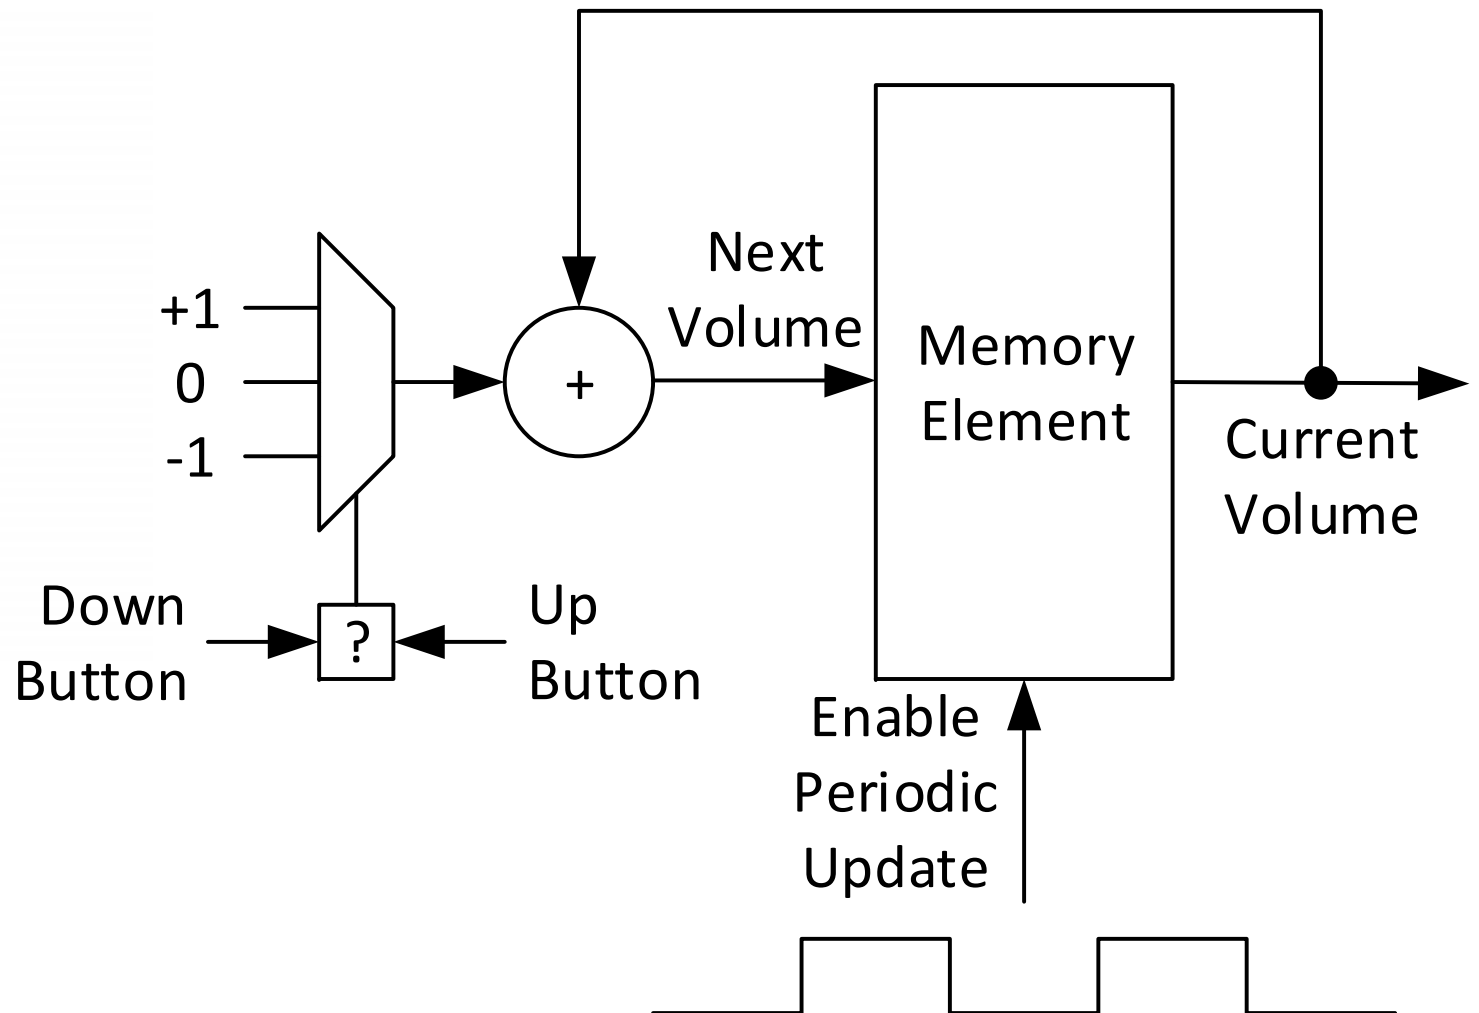 +1
0
-1
+
Next
Volume
Memory
Element
Current
Volume
Down
Button
?
Up
Button
Enable
Periodic
Update